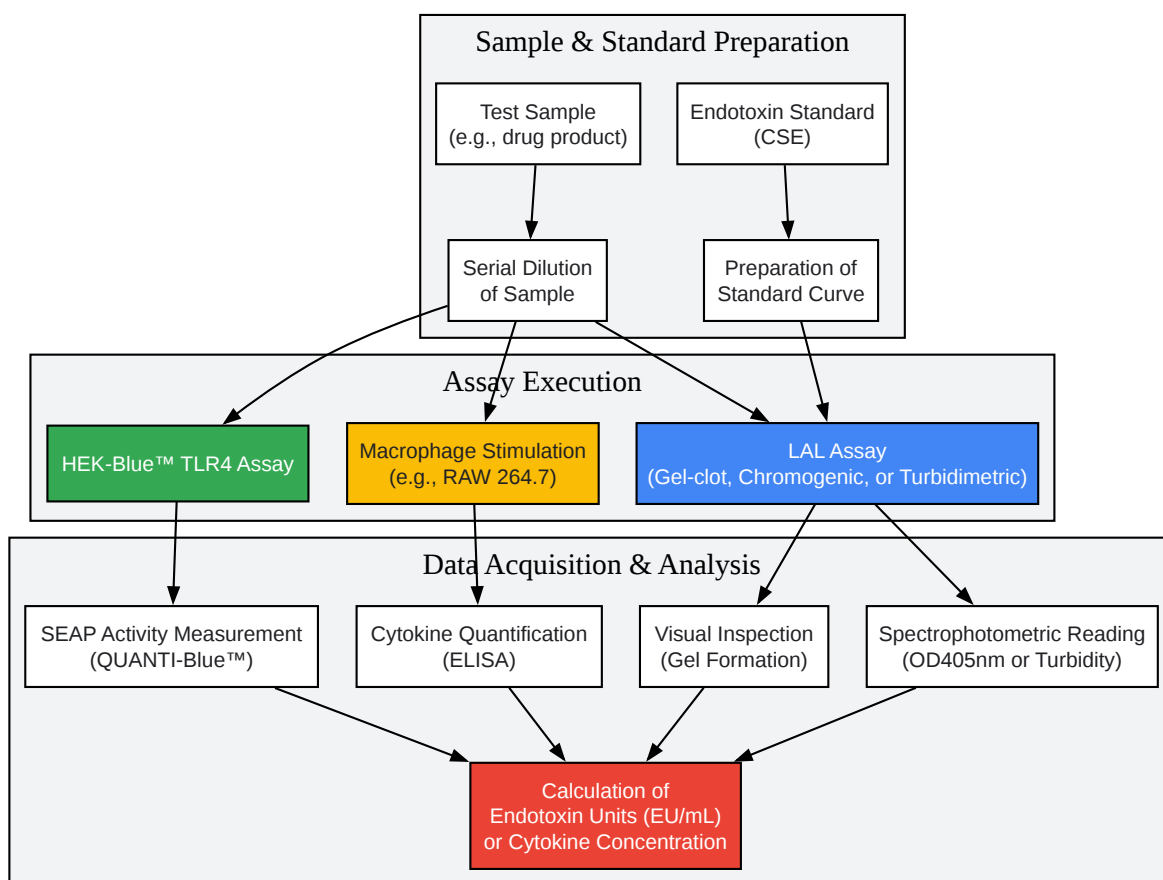 Sample & Standard Preparation
Test Sample
(e.g., drug product)
Endotoxin Standard
(CSE)
Serial Dilution
of Sample
Preparation of
Standard Curve
Assay Execution
HEK-Blue™ TLR4 Assay
Macrophage Stimulation
(e.g., RAW 264.7)
LAL Assay
(Gel-clot, Chromogenic, or Turbidimetric)
Data Acquisition & Analysis
SEAP Activity Measurement
(QUANTI-Blue™)
Cytokine Quantification
(ELISA)
Visual Inspection
(Gel Formation)
Spectrophotometric Reading
(OD405nm or Turbidity)
Calculation of
Endotoxin Units (EU/mL)
or Cytokine Concentration